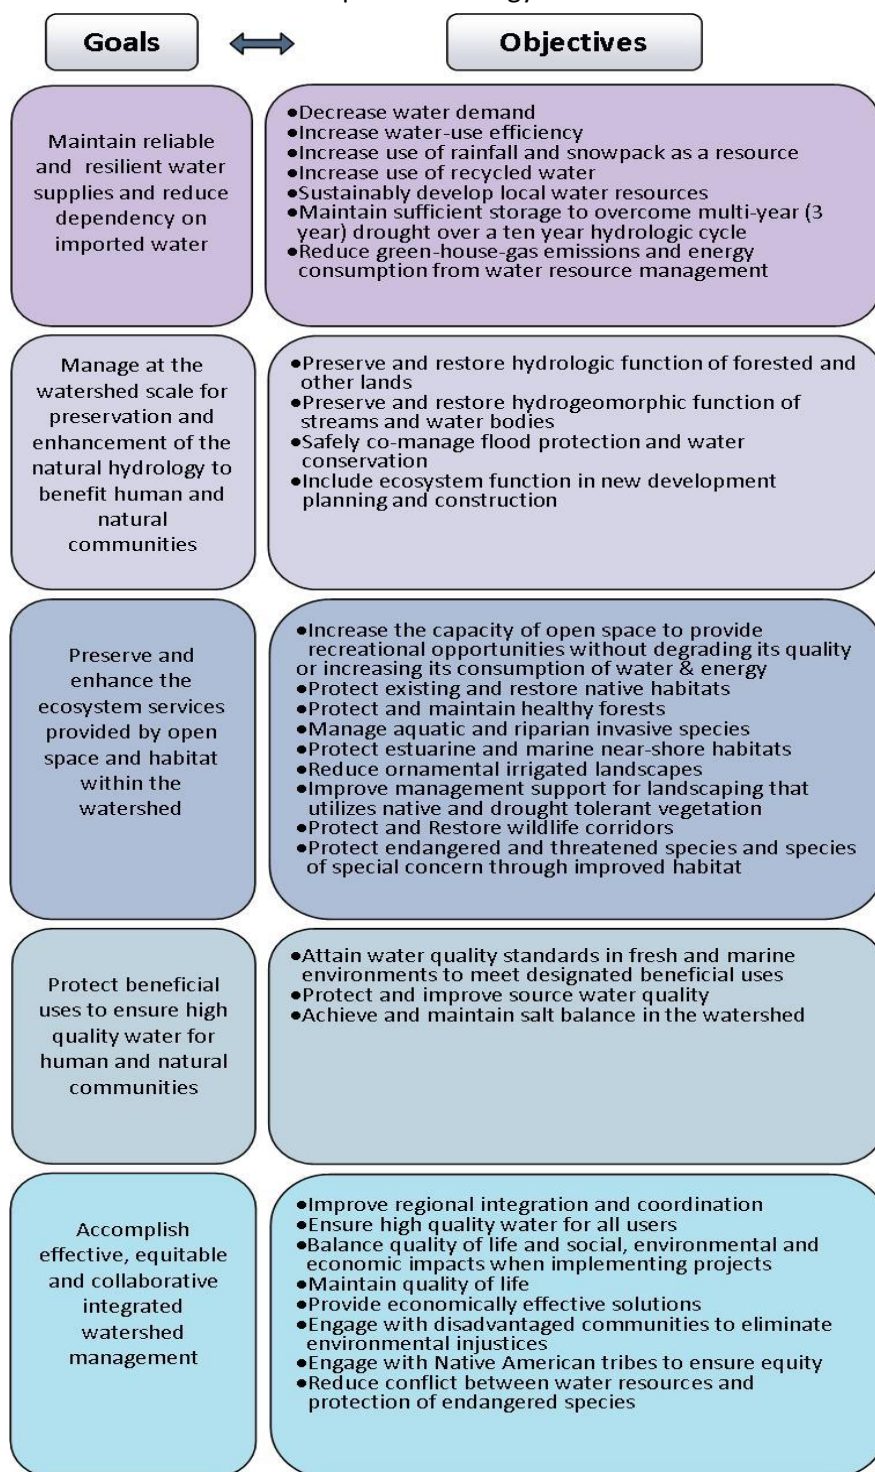 Goals
Objectives
Maintain reliable
and resilient water
supplies and reduce
dependency on
imported water
●Decrease water demand
●Increase water-use efficiency
●Increase use of rainfall and snowpack as a resource
●Increase use of recycled water
●Sustainably develop local water resources
●Maintain sufficient storage to overcome multi-year (3
year) drought over a ten year hydrologic cycle
●Reduce green-house-gas emissions and energy
consumption from water resource management
Manage at the
watershed scale for
preservation and
enhancement of the
natural hydrology to
benefit human and
natural
communities
●Preserve and restore hydrologic function of forested and
other lands
●Preserve and restore hydrogeomorphic function of
streams and water bodies
●Safely co-manage flood protection and water
conservation
●Include ecosystem function in new development
planning and construction
Preserve and
enhance the
ecosystem services
provided by open
space and habitat
within the
watershed
●Increase the capacity of open space to provide
recreational opportunities without degrading its quality
or increasing its consumption of water & energy
●Protect existing and restore native habitats
●Protect and maintain healthy forests
●Manage aquatic and riparian invasive species
●Protect estuarine and marine near-shore habitats
●Reduce ornamental irrigated landscapes
●Improve management support for landscaping that
utilizes native and drought tolerant vegetation
●Protect and Restore wildlife corridors
●Protect endangered and threatened species and species
of special concern through improved habitat
Protect beneficial
uses to ensure high
quality water for
human and natural
communities
●Attain water quality standards in fresh and marine
environments to meet designated beneficial uses
●Protect and improve source water quality
●Achieve and maintain salt balance in the watershed
Accomplish
effective, equitable
and collaborative
integrated
watershed
management
●Improve regional integration and coordination
●Ensure high quality water for all users
●Balance quality of life and social, environmental and
economic impacts when implementing projects
●Maintain quality of life
●Provide economically effective solutions
●Engage with disadvantaged communities to eliminate
environmental injustices
●Engage with Native American tribes to ensure equity
●Reduce conflict between water resources and
protection of endangered species